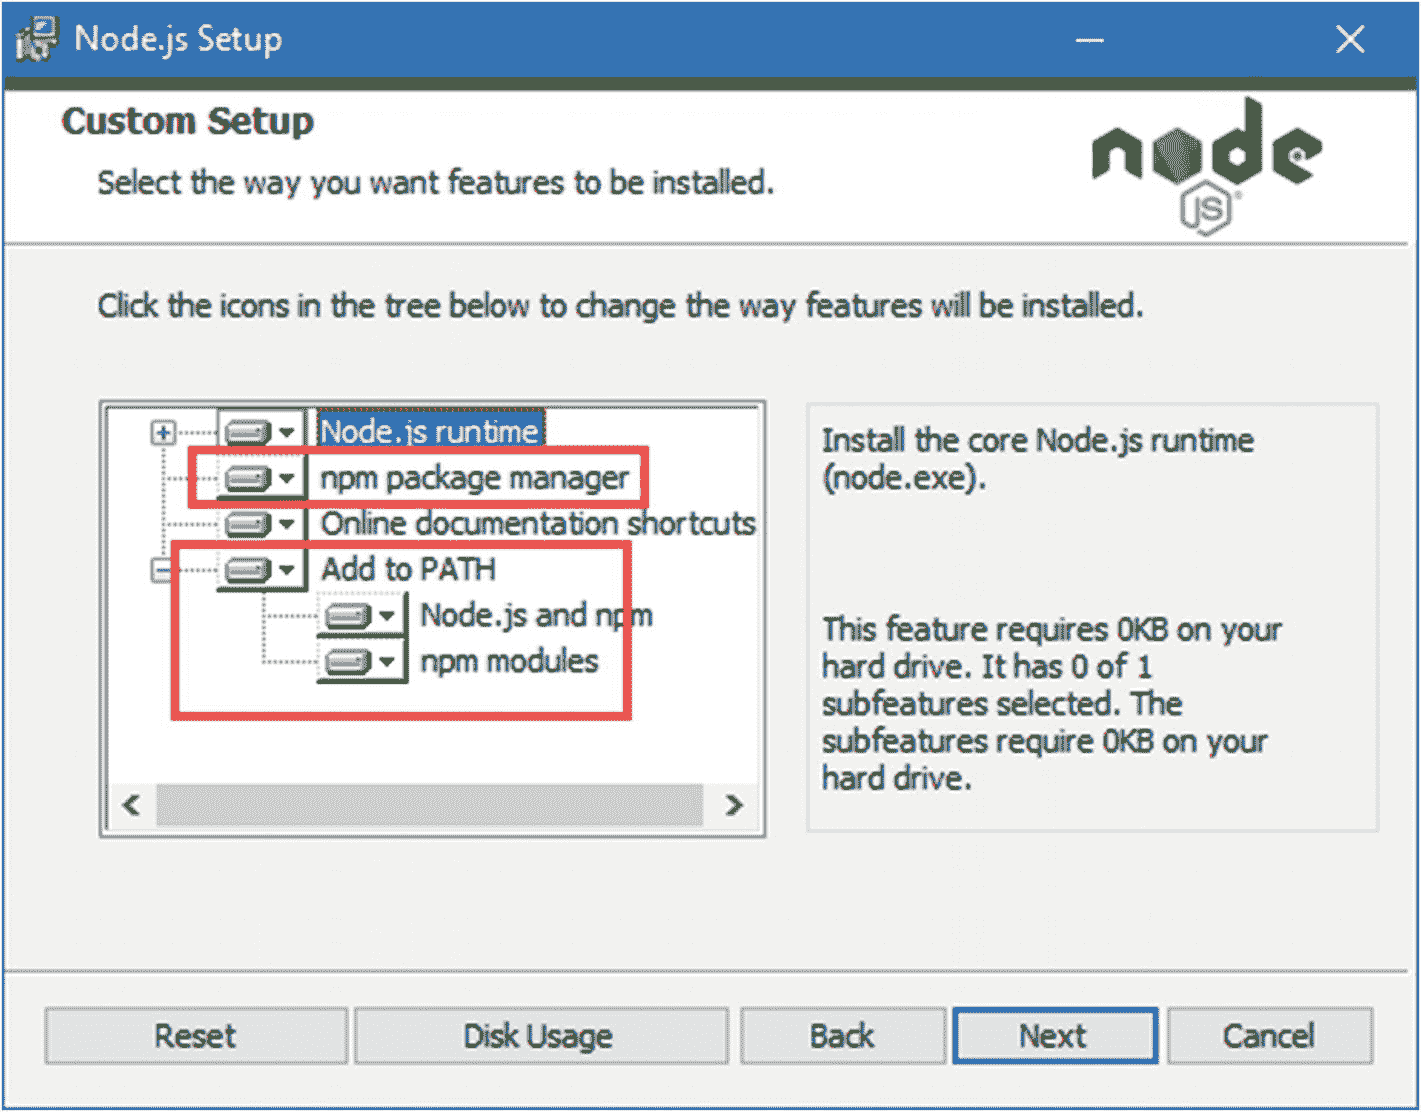 Node.js Setup
Custom Setup
Select the way you want features to be installed.
node
JS
Click the icons in the tree below to change the way features will be installed.
Node.js runtime
npm package manager
Online documentation shortcuts
Add to PATH
Node.js and npm
npm modules
Install the core Node.js runtime
(node.exe).
This feature requires 0KB on your
hard drive. It has 0 of 1
subfeatures selected. The
subfeatures require 0KB on your
hard drive.
Reset
Disk Usage
Back
Next
Cancel